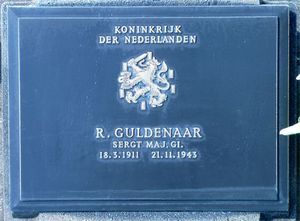 KONINKRIJK
DER NEDERLANDEN
R. GULDENAAR
SERGT MAJ. GI.
18.3.1911 21.11.1943